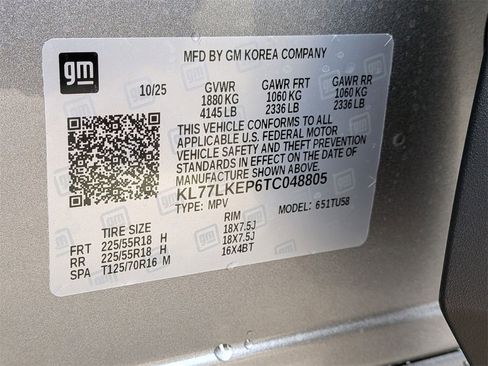 gm
MFD BY GM KOREA COMPANY
10/25 GVWR GAWR FRT GAWR RR
1880 KG 1060 KG 1060 KG
4145 LB 2336 LB 2336 LB
THIS VEHICLE CONFORMS TO ALL
APPLICABLE U.S. FEDERAL MOTOR
VEHICLE SAFETY AND THEFT PREVENTION
STANDARDS IN EFFECT ON THE DATE OF
MANUFACTURE SHOWN ABOVE.
KL77LKEP6TC048805
TYPE: MPV MODEL: 651TU58
TIRE SIZE RIM
FRT 225/55R18 H 18X7.5J
RR 225/55R18 H 18X7.5J
SPA T125/70R16 M 16X4BT